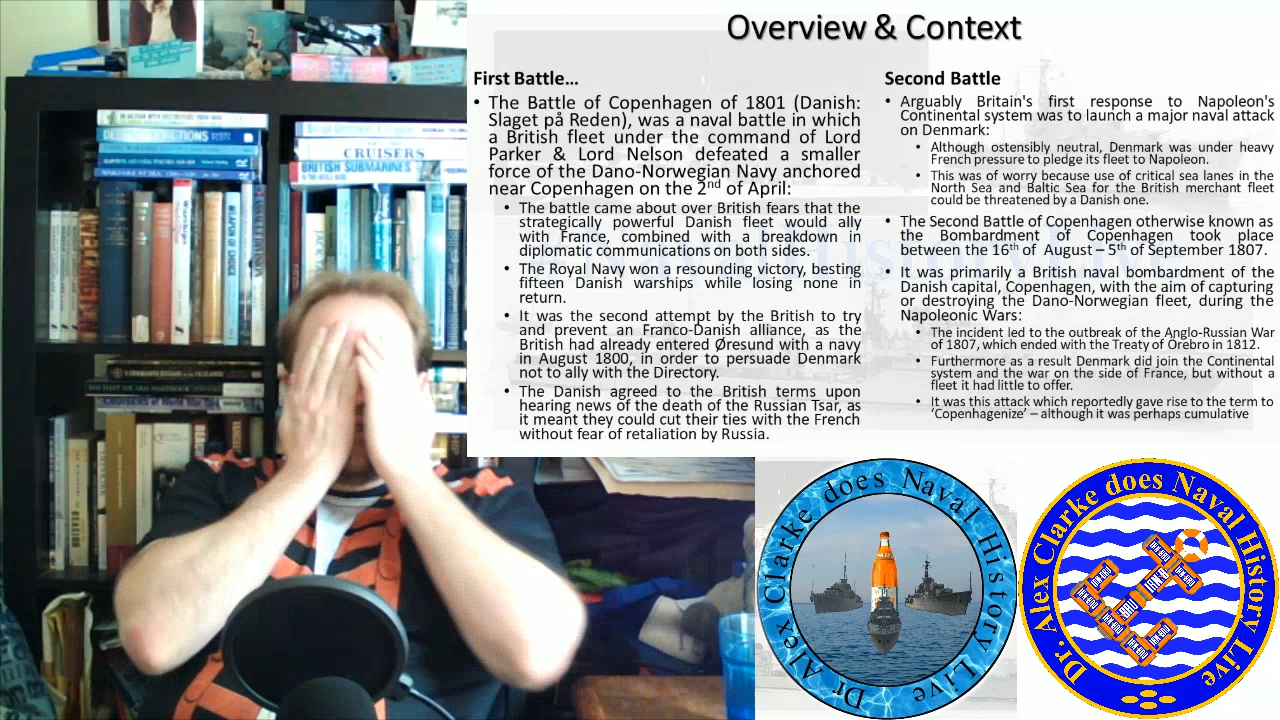 Overview & Context
First Battle...
• The Battle of Copenhagen of 1801 (Danish:
Slaget på Reden), was a naval battle in which
a British fleet under the command of Lord
Parker & Lord Nelson defeated a smaller
force of the Dano-Norwegian Navy anchored
near Copenhagen on the 2nd of April:
• The battle came about over British fears that the
strategically powerful Danish fleet would ally
with France, combined with a breakdown in
diplomatic communications on both sides.
• The Royal Navy won a resounding victory, besting
fifteen Danish warships while losing none in
return.
• It was the second attempt by the British to try
and prevent an Franco-Danish alliance, as the
British had already entered Øresund with a navy
in August 1800, in order to persuade Denmark
not to ally with the Directory.
• The Danish agreed to the British terms upon
hearing news of the death of the Russian Tsar, as
it meant they could cut their ties with the French
without fear of retaliation by Russia.
Second Battle
• Arguably Britain's first response to Napoleon's
Continental system was to launch a major naval attack
on Denmark:
• Although ostensibly neutral, Denmark was under heavy
French pressure to pledge its fleet to Napoleon.
• This was of worry because use of critical sea lanes in the
North Sea and Baltic Sea for the British merchant fleet
could be threatened by a Danish one.
• The Second Battle of Copenhagen otherwise known as
the Bombardment of Copenhagen took place
between the 16th of August – 5th of September 1807.
• It was primarily a British naval bombardment of the
Danish capital, Copenhagen, with the aim of capturing
or destroying the Dano-Norwegian fleet, during the
Napoleonic Wars:
• The incident led to the outbreak of the Anglo-Russian War
of 1807, which ended with the Treaty of Örebro in 1812.
• Furthermore as a result Denmark did join the Continental
system and the war on the side of France, but without a
fleet it had little to offer.
• It was this attack which reportedly gave rise to the term to
'Copenhagenize' – although it was perhaps cumulative
CRUISERS
BRITISH SUBMARINES
WEAPON OF CHOICE
Dr Alex Clarke does Naval History Live
Dr. Alex Clarke does Naval History Live